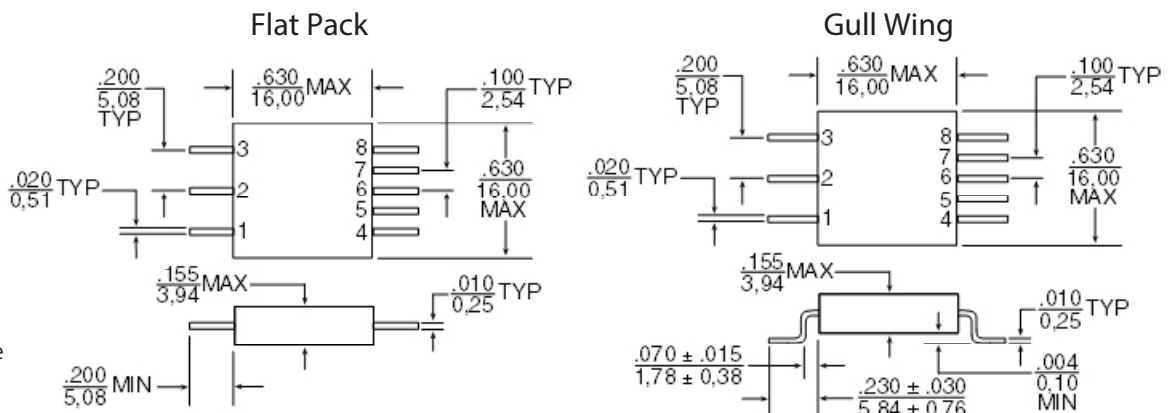 Flat Pack
.200
5,08
TYP
.630 MAX
16,00
.100 TYP
2,54
.020 TYP
0,51
3
2
1
8
7
6
5
4
.630
16,00
MAX
.155 MAX
3,94
.010 TYP
0,25
e
.200 MIN
5,08
Gull Wing
.200
5,08
TYP
.630 MAX
16,00
.100 TYP
2,54
.020 TYP
0,51
3
2
1
8
7
6
5
4
.630
16,00
MAX
.155 MAX
3,94
.010 TYP
0,25
.070 ± .015
1,78 ± 0,38
.230 ± .030
5,84 ± 0,76
.004
0,10
MIN